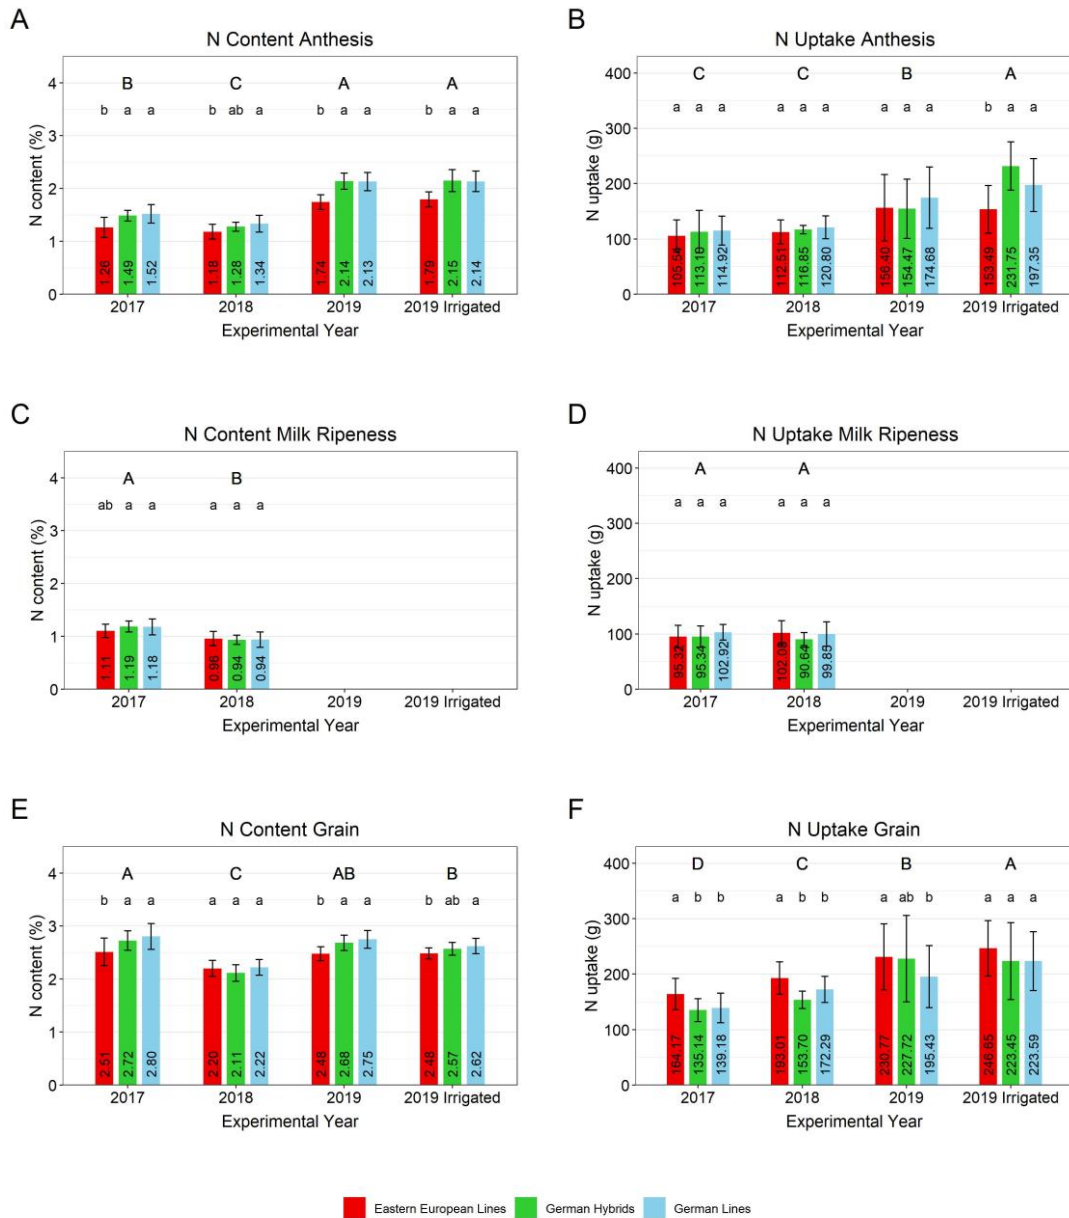 A
N Content Anthesis
4
3
2
1
0
N content (%)
B C A A
b a a b ab a b a a b a a
1.26 1.49 1.52 1.18 1.28 1.34 1.74 2.14 2.13 1.79 2.15 2.14
2017 2018 2019 2019 Irrigated
Experimental Year
B
N Uptake Anthesis
400
300
200
100
0
N uptake (g)
C C B A
a a a a a a a a a b a a
105.54 113.10 114.92 112.51 116.85 120.80 156.40 154.47 174.68 153.49 231.75 197.35
2017 2018 2019 2019 Irrigated
Experimental Year
C
N Content Milk Ripeness
4
3
2
1
0
N content (%)
A B
ab a a a a a
1.11 1.19 1.18 0.96 0.94 0.94
2017 2018 2019 2019 Irrigated
Experimental Year
D
N Uptake Milk Ripeness
400
300
200
100
0
N uptake (g)
A A
a a a a a a
95.32 95.34 102.92 102.08 90.64 99.85
2017 2018 2019 2019 Irrigated
Experimental Year
E
N Content Grain
4
3
2
1
0
N content (%)
A C AB B
b a a a a a b a a b ab a
2.51 2.72 2.80 2.20 2.11 2.22 2.48 2.68 2.75 2.48 2.57 2.62
2017 2018 2019 2019 Irrigated
Experimental Year
F
N Uptake Grain
400
300
200
100
0
N uptake (g)
D C B A
a b b a b b a ab b a a a
164.17 135.14 139.18 193.01 153.70 172.29 230.77 227.72 195.43 246.65 223.45 223.59
2017 2018 2019 2019 Irrigated
Experimental Year
Eastern European Lines German Hybrids German Lines